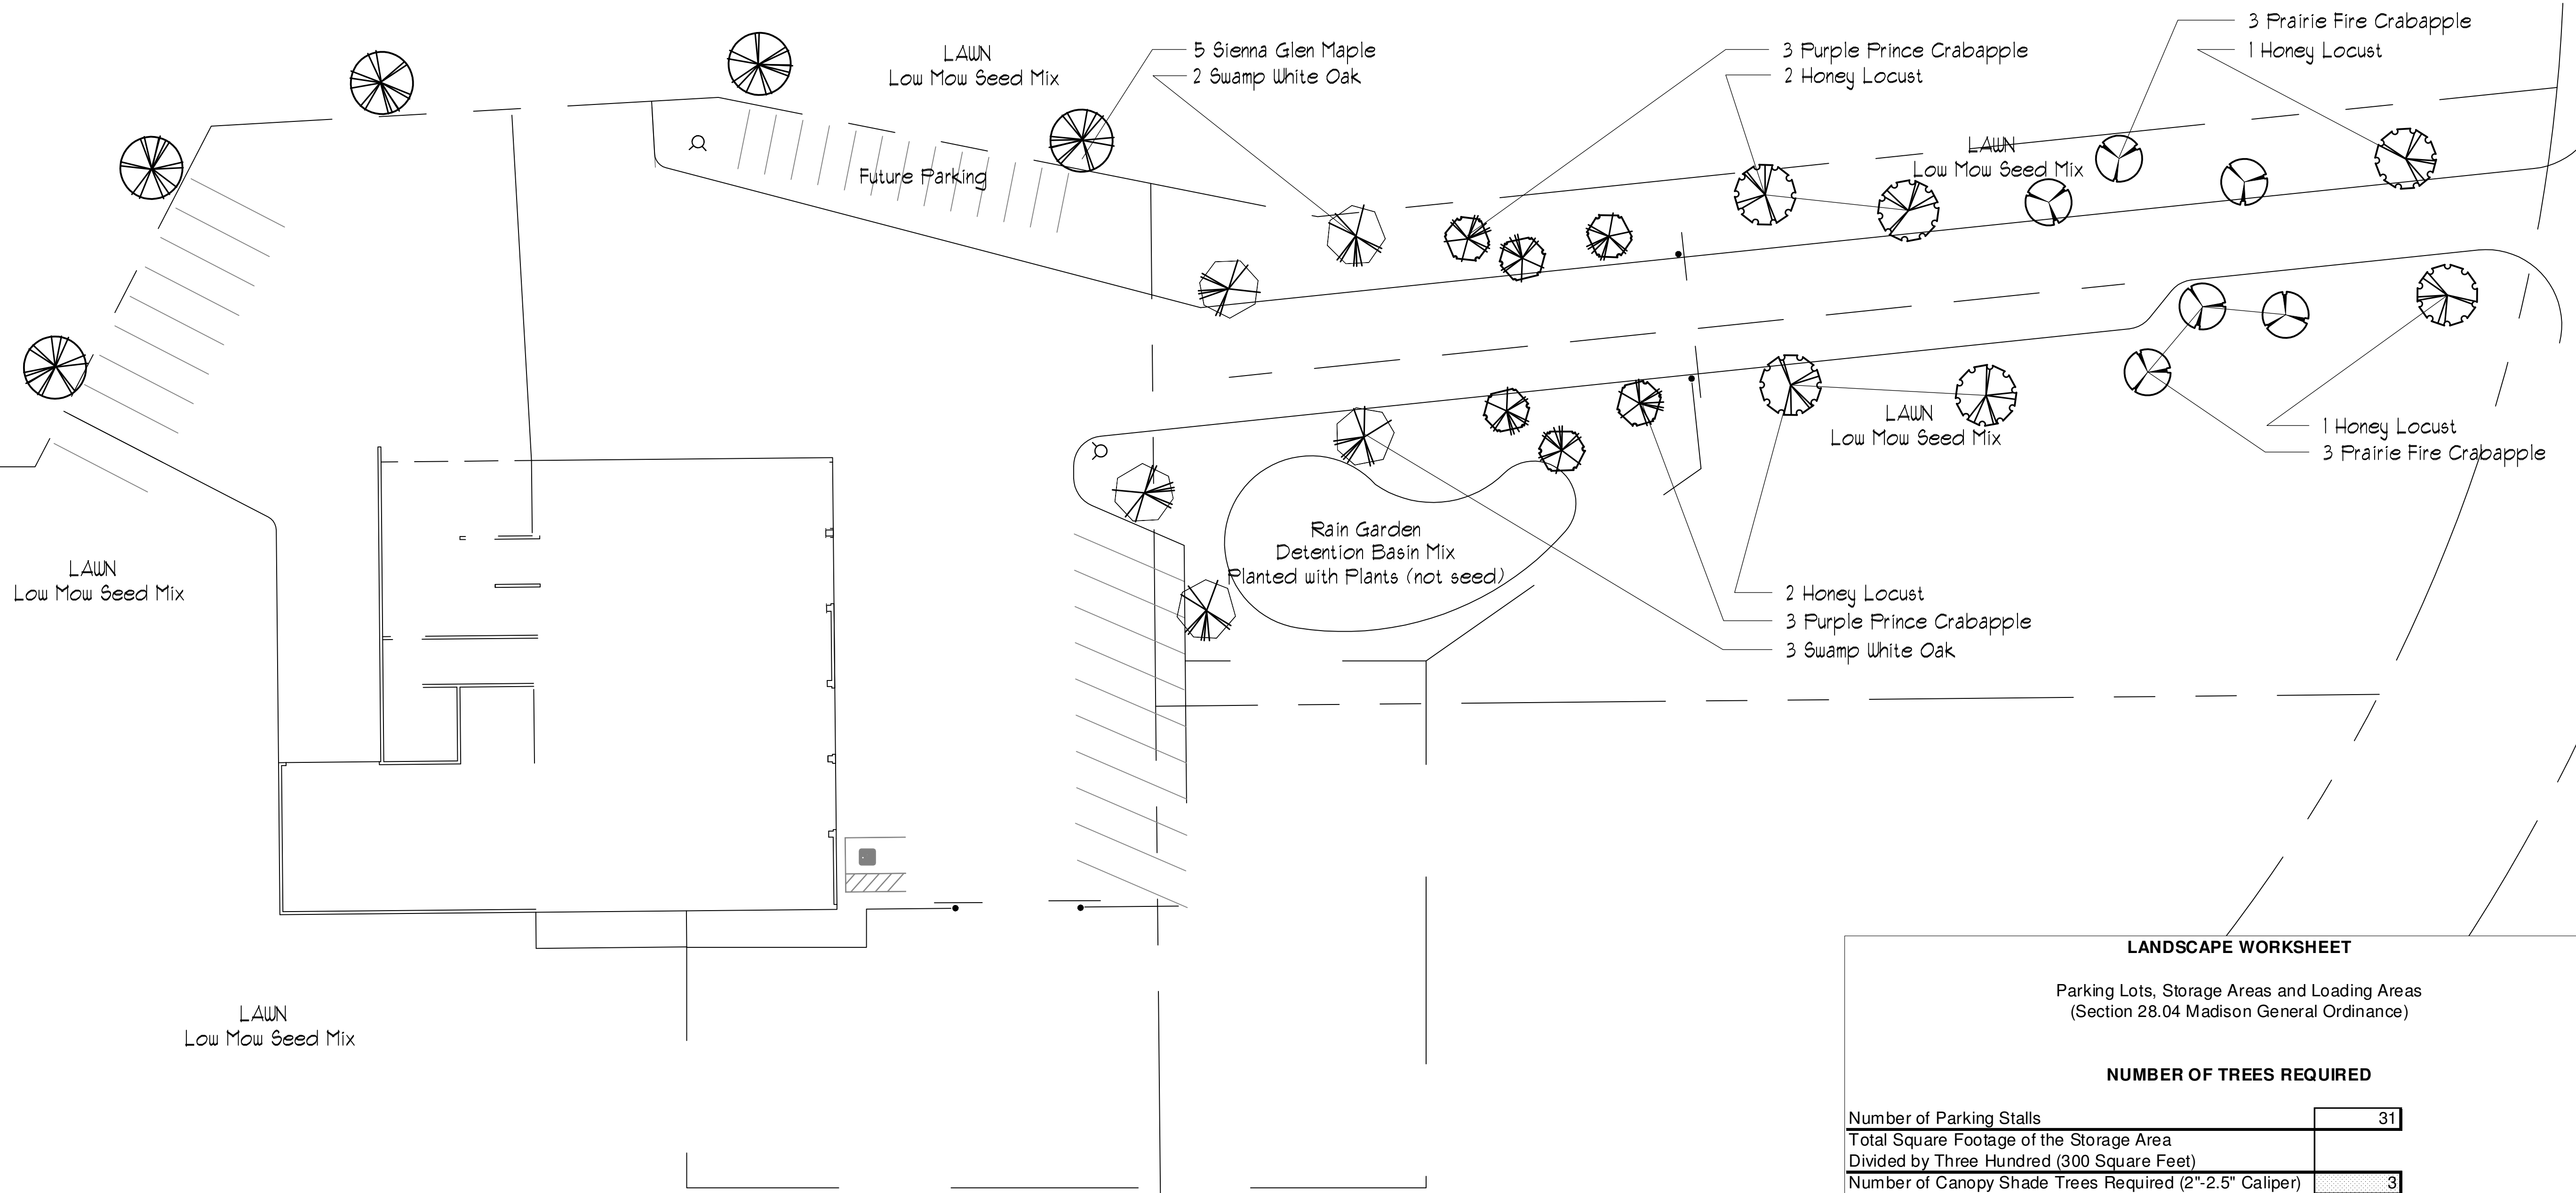 3 Prairie Fire Crabapple
1 Honey Locust
LAWN
Low Mow Seed Mix
5 Sienna Glen Maple
2 Swamp White Oak
3 Purple Prince Crabapple
2 Honey Locust
LAWN
Low Mow Seed Mix
Future Parking
LAWN
Low Mow Seed Mix
1 Honey Locust
3 Prairie Fire Crabapple
Rain Garden
Detention Basin Mix
Planted with Plants (not seed)
LAWN
Low Mow Seed Mix
2 Honey Locust
3 Purple Prince Crabapple
3 Swamp White Oak
LAWN
Low Mow Seed Mix
LANDSCAPE WORKSHEET
Parking Lots, Storage Areas and Loading Areas
(Section 28.04 Madison General Ordinance)
NUMBER OF TREES REQUIRED
Number of Parking Stalls 31
Total Square Footage of the Storage Area
Divided by Three Hundred (300 Square Feet)
Number of Canopy Shade Trees Required (2"-2.5" Caliper) 3